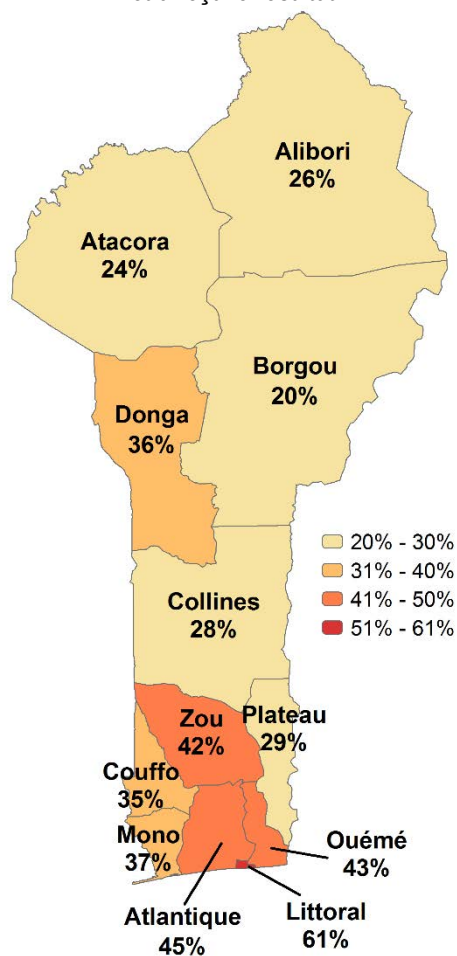 Alibori
26%
Atacora
24%
Borgou
20%
Donga
36%
20% - 30%
31% - 40%
41% - 50%
51% - 61%
Collines
28%
Zou
42%
Plateau
29%
Couffo
35%
Mono
37%
Ouémé
43%
Atlantique
45%
Littoral
61%